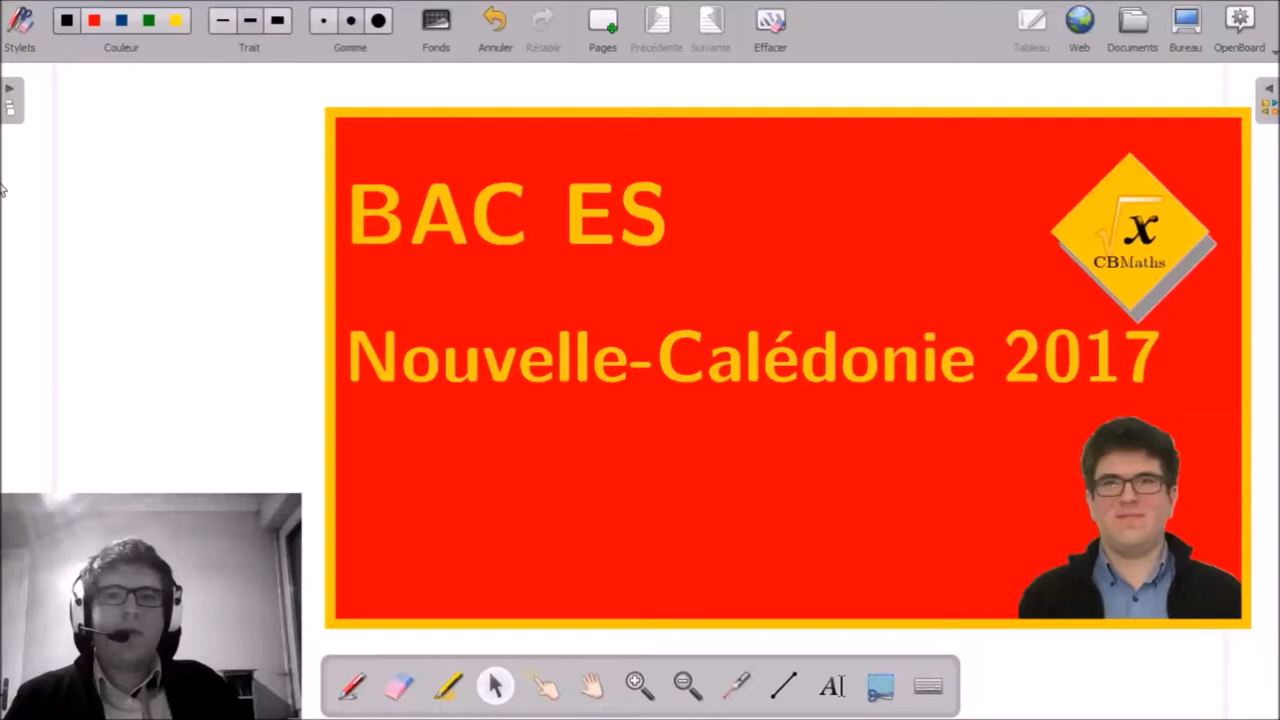 Stylets
Couleur
Trait
Gomme
Fonds
Annuler
Rétablir
Pages
Précédente
Suivante
Effacer
Tableau
Web
Documents
Bureau
OpenBoard
BAC ES
x
CBMaths
Nouvelle-Calédonie 2017
AI